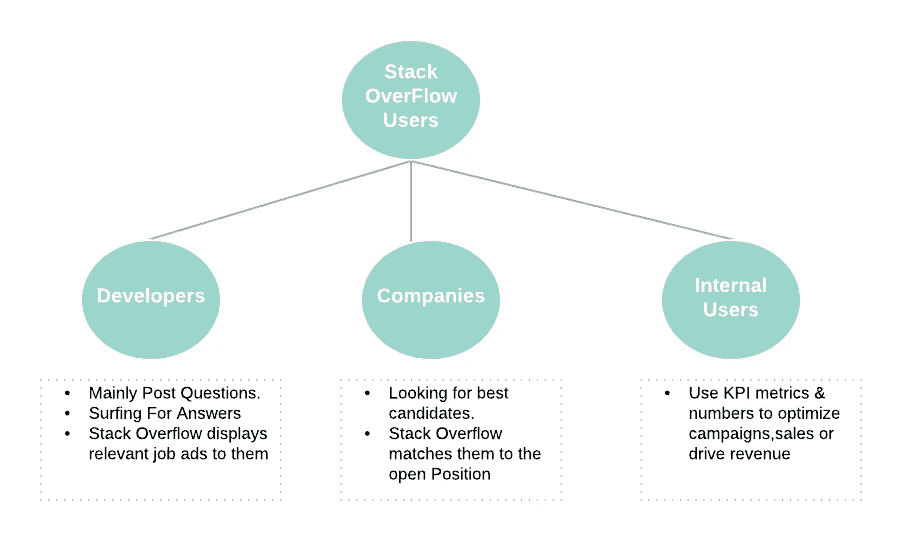 Stack
OverFlow
Users
Developers
Companies
Internal
Users
• Mainly Post Questions.
• Surfing For Answers
• Stack Overflow displays
relevant job ads to them
• Looking for best
candidates.
• Stack Overflow
matches them to the
open Position
• Use KPI metrics &
numbers to optimize
campaigns,sales or
drive revenue